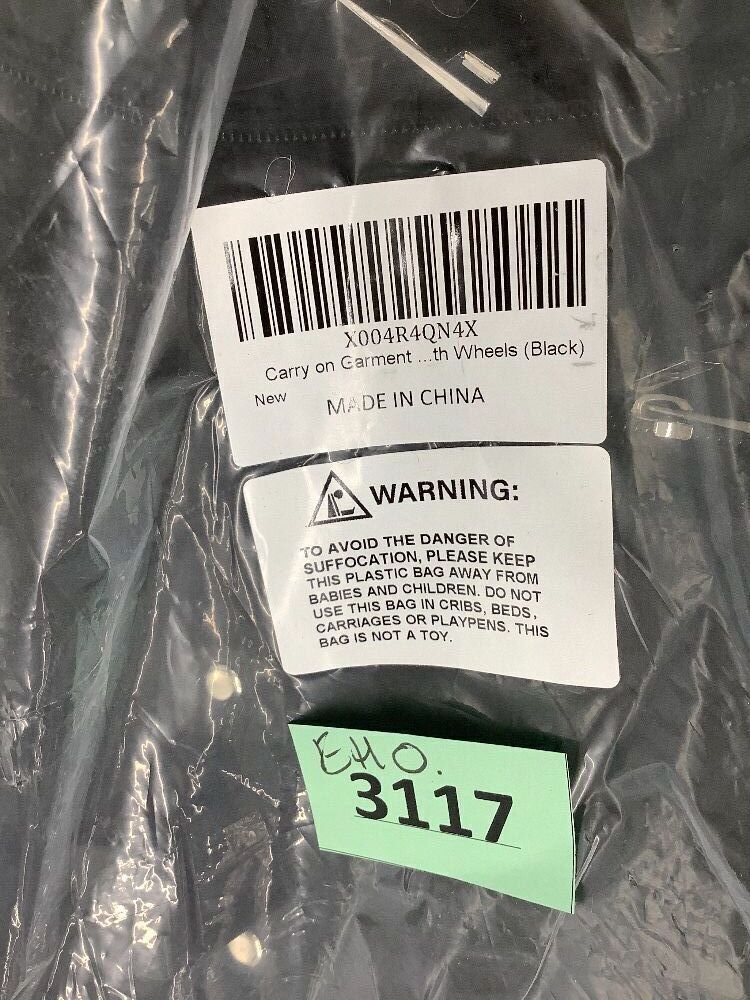 X004R4QN4X
Carry on Garment ...th Wheels (Black)
New
MADE IN CHINA
WARNING:
TO AVOID THE DANGER OF
SUFFOCATION, PLEASE KEEP
THIS PLASTIC BAG AWAY FROM
BABIES AND CHILDREN. DO NOT
USE THIS BAG IN CRIBS, BEDS,
CARRIAGES OR PLAYPENS. THIS
BAG IS NOT A TOY.
EHO.
3117